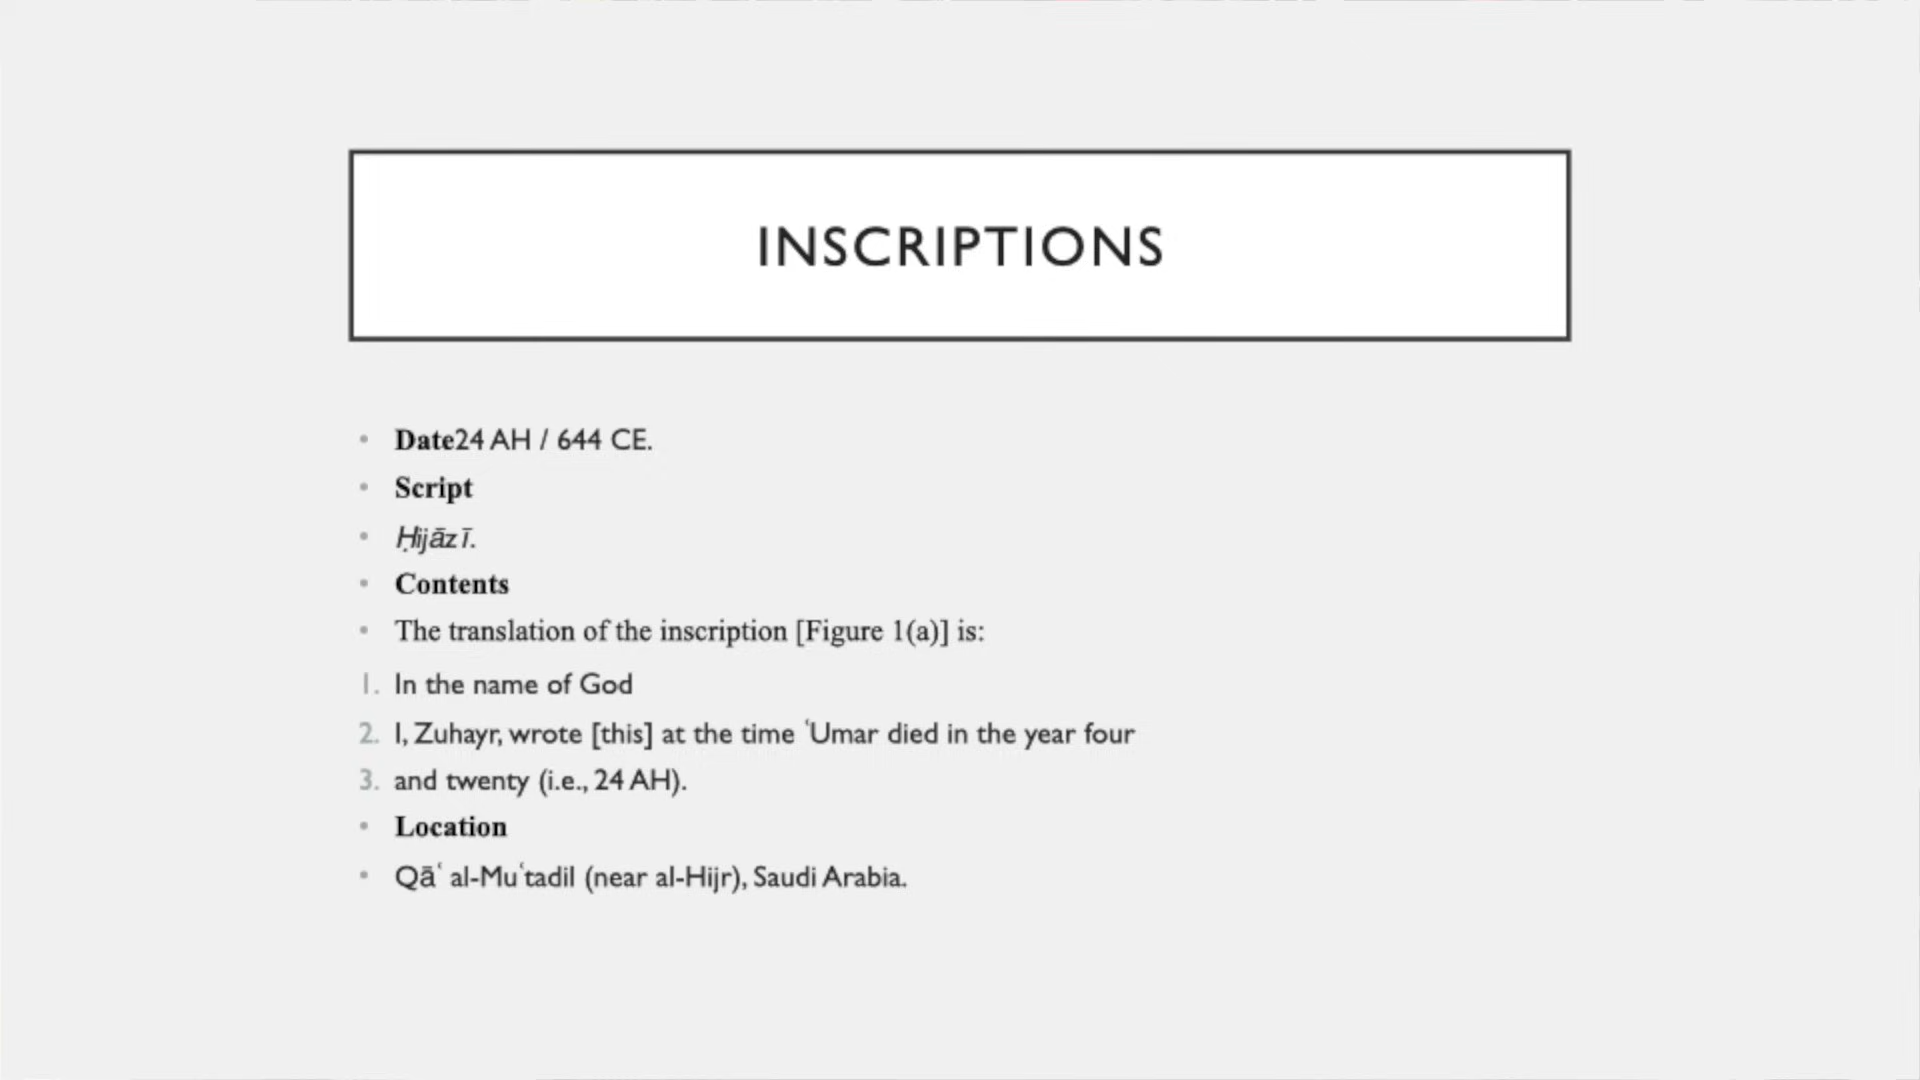 INSCRIPTIONS
• Date24 AH / 644 CE.
• Script
• Ḥijāzī.
• Contents
• The translation of the inscription [Figure 1(a)] is:
1. In the name of God
2. I, Zuhayr, wrote [this] at the time ʿUmar died in the year four
3. and twenty (i.e., 24 AH).
• Location
• Qāʿ al-Muʿtadil (near al-Hijr), Saudi Arabia.